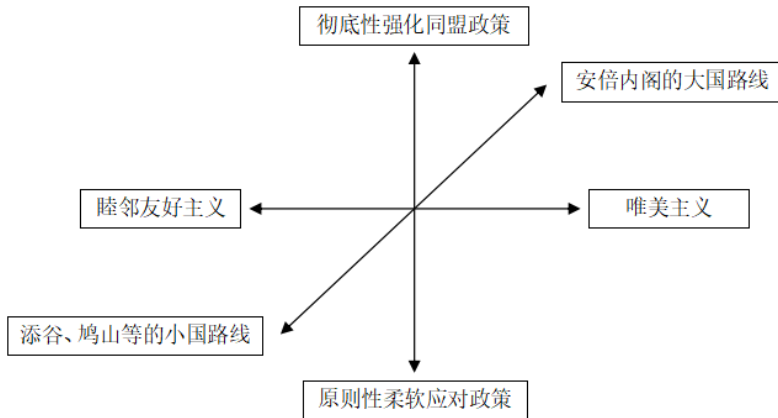 彻底性强化同盟政策
安倍内阁的大国路线
睦邻友好主义
唯美主义
添谷、鸠山等的小国路线
原则性柔软应对政策